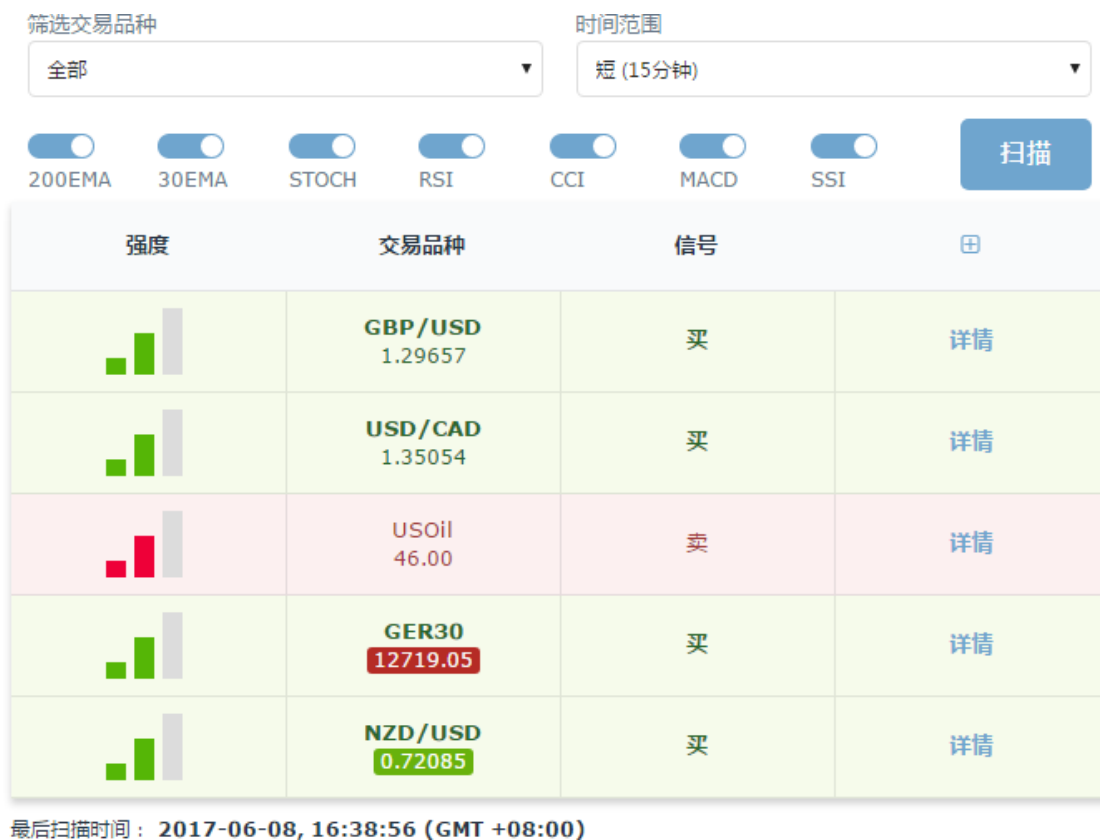 筛选交易品种 时间范围
全部 短 (15分钟)
扫描
200EMA 30EMA STOCH RSI CCI MACD SSI
强度 交易品种 信号
GBP/USD
1.29657 买 详情
USD/CAD
1.35054 买 详情
USOil
46.00 卖 详情
GER30
12719.05 买 详情
NZD/USD
0.72085 买 详情
最后扫描时间： 2017-06-08, 16:38:56 (GMT +08:00)